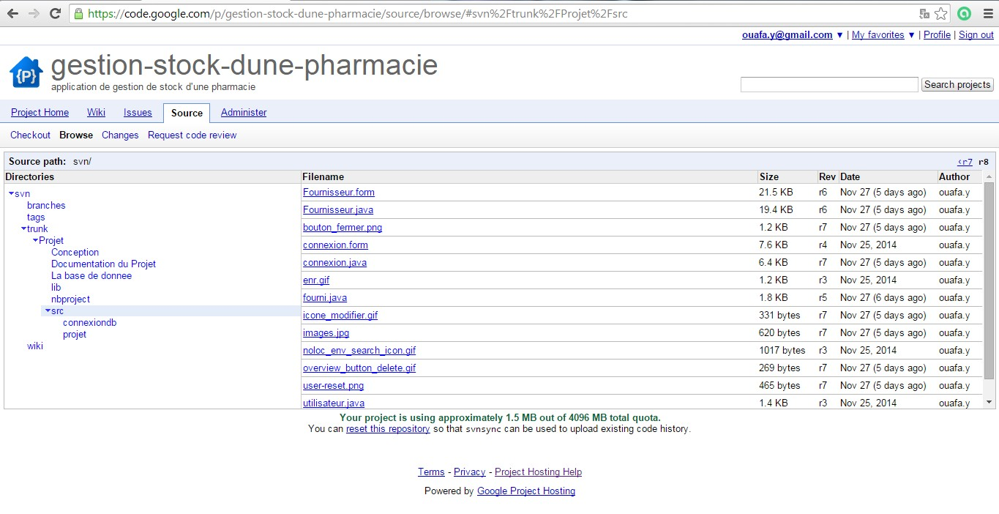 https://code.google.com/p/gestion-stock-dune-pharmacie/source/browse/#svn%2Ftrunk%2FProjet%2Fsrc
ouafa.y@gmail.com ▼ | My favorites ▼ | Profile | Sign out
{P} gestion-stock-dune-pharmacie
application de gestion de stock d'une pharmacie
Search projects
Project Home Wiki Issues Source Administer
Checkout Browse Changes Request code review
Source path: svn/ ‹r7 r8
Directories
svn
branches
tags
trunk
Projet
Conception
Documentation du Projet
La base de donnee
lib
nbproject
src
connexiondb
projet
wiki
Filename Size Rev Date Author
Fournisseur.form 21.5 KB r6 Nov 27 (5 days ago) ouafa.y
Fournisseur.java 19.4 KB r6 Nov 27 (5 days ago) ouafa.y
bouton_fermer.png 1.2 KB r7 Nov 27 (5 days ago) ouafa.y
connexion.form 7.6 KB r4 Nov 25, 2014 ouafa.y
connexion.java 6.4 KB r7 Nov 27 (5 days ago) ouafa.y
enr.gif 1.2 KB r3 Nov 25, 2014 ouafa.y
fourni.java 1.8 KB r5 Nov 27 (6 days ago) ouafa.y
icone_modifier.gif 331 bytes r7 Nov 27 (5 days ago) ouafa.y
images.jpg 620 bytes r7 Nov 27 (5 days ago) ouafa.y
noloc_env_search_icon.gif 1017 bytes r3 Nov 25, 2014 ouafa.y
overview_button_delete.gif 269 bytes r7 Nov 27 (5 days ago) ouafa.y
user-reset.png 465 bytes r7 Nov 27 (5 days ago) ouafa.y
utilisateur.java 1.4 KB r3 Nov 25, 2014 ouafa.y
Your project is using approximately 1.5 MB out of 4096 MB total quota.
You can reset this repository so that svnsync can be used to upload existing code history.
Terms - Privacy - Project Hosting Help
Powered by Google Project Hosting